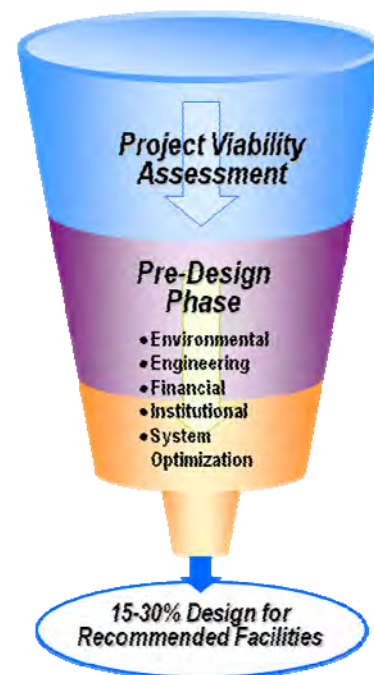 Project Viability
Assessment
Pre-Design
Phase
•Environmental
•Engineering
•Financial
•Institutional
•System
Optimization
15-30% Design for
Recommended Facilities